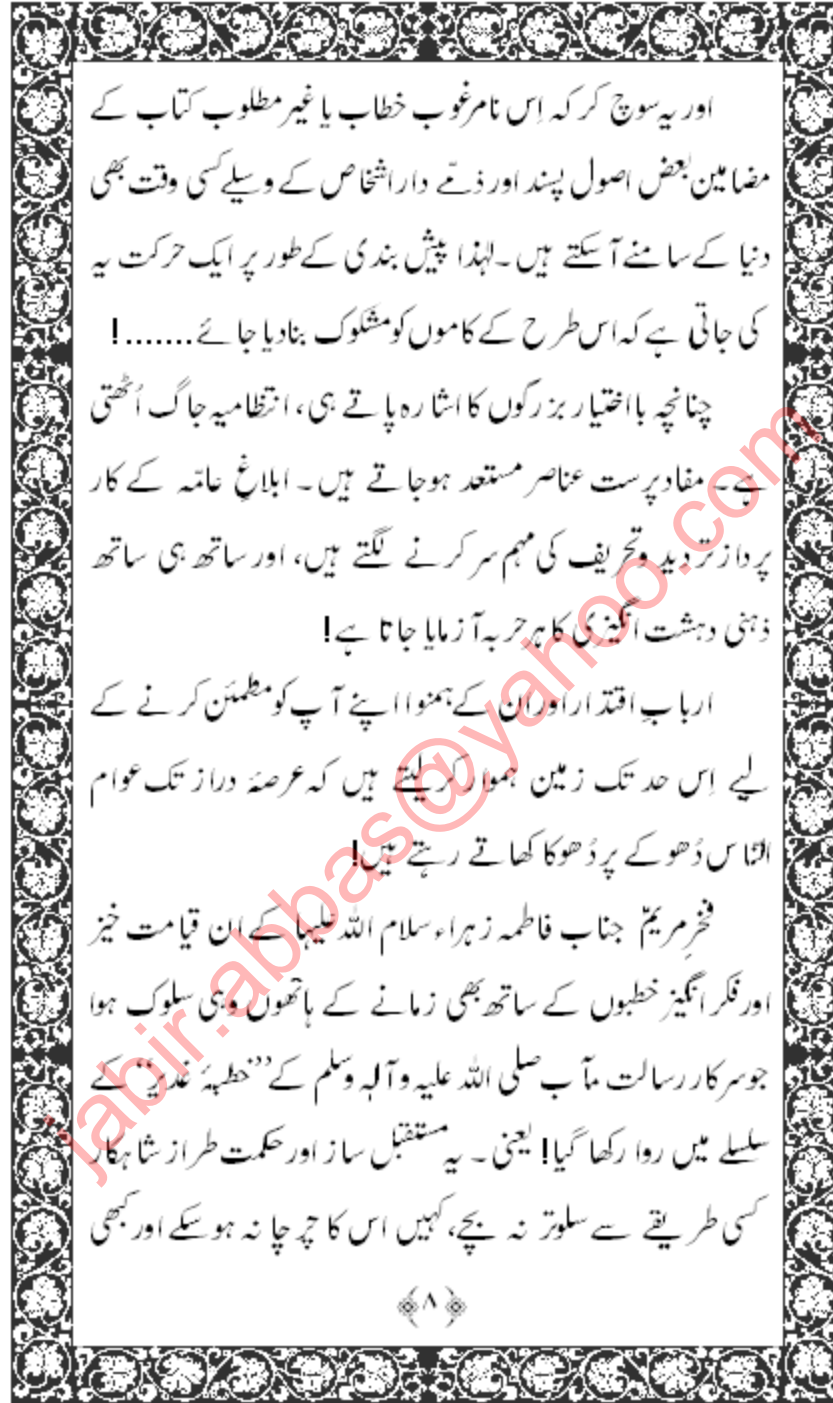 اور یہ سوچ کر کہ اِس نامرغوب خطاب یا غیر مطلوب کتاب کے
مضامین بعض اصول پسند اور ذمّے دار اشخاص کے وسیلے کسی وقت بھی
دنیا کے سامنے آسکتے ہیں۔ لہٰذا پیش بندی کے طور پر ایک حرکت یہ
کی جاتی ہے کہ اس طرح کے کاموں کو مشکوک بنادیا جائے.......!
چنانچہ بااختیار بزرگوں کا اشارہ پاتے ہی، انتظامیہ جاگ اُٹھتی
ہے۔ مفاد پرست عناصر مستعد ہوجاتے ہیں۔ ابلاغِ عامّہ کے کار
پرداز تردید وتحریف کی مہم سر کرنے لگتے ہیں، اور ساتھ ہی ساتھ
ذہنی دہشت انگیزی کا ہر حربہ آزمایا جاتا ہے!
اربابِ اقتدار اور ان کے ہمنوا اپنے آپ کو مطمئن کرنے کے
لیے اِس حد تک زمین ہموار کرلیتے ہیں کہ عرصۂ دراز تک عوام
النّاس دُھوکے پر دُھوکا کھاتے رہتے ہیں!
فخرِ مریمؑ جناب فاطمہ زہراء سلام اللہ علیہا کے ان قیامت خیز
اور فکر انگیز خطبوں کے ساتھ بھی زمانے کے ہاتھوں وہی سلوک ہوا
جو سرکار رسالت مآب صلی اللہ علیہ وآلہٖ وسلم کے ’’خطبۂ غدیر‘‘ کے
سلسلے میں روا رکھا گیا! یعنی۔ یہ مستقبل ساز اور حکمت طراز شاہکار
کسی طریقے سے سلوتر نہ بچے، کہیں اس کا چرچا نہ ہوسکے اور کبھی
﴿۸﴾
jabir.abbas@yahoo.com